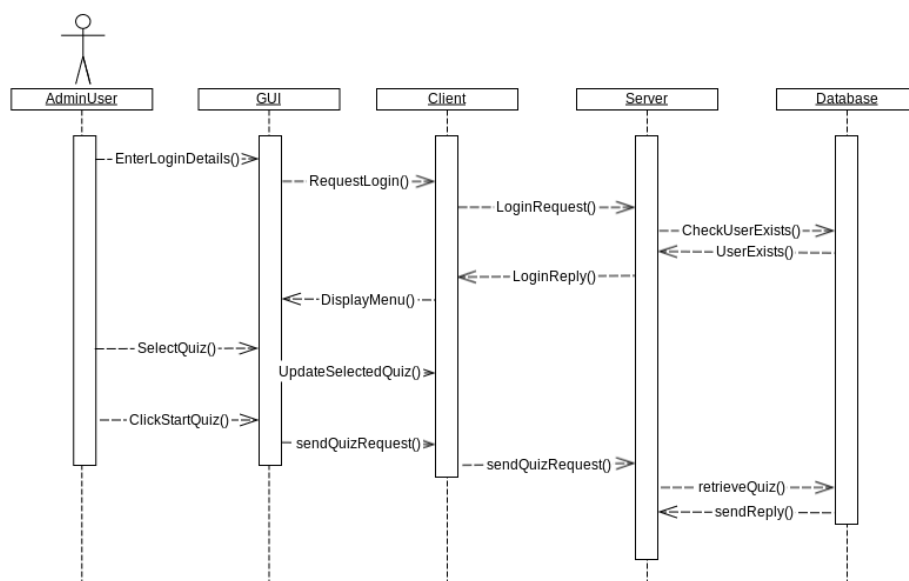 AdminUser
GUI
Client
Server
Database
EnterLoginDetails()
RequestLogin()
LoginRequest()
CheckUserExists()
UserExists()
LoginReply()
DisplayMenu()
SelectQuiz()
UpdateSelectedQuiz()
ClickStartQuiz()
sendQuizRequest()
sendQuizRequest()
retrieveQuiz()
sendReply()